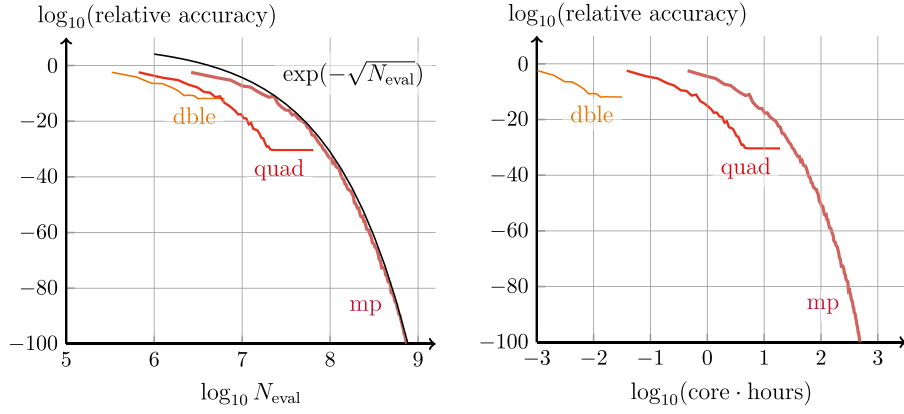 log₁₀(relative accuracy)
0
−20
−40
−60
−80
−100
5
6
7
8
9
log₁₀ N_eval
exp(−√N_eval)
dble
quad
mp
log₁₀(relative accuracy)
0
−20
−40
−60
−80
−100
−3
−2
−1
0
1
2
3
log₁₀(core · hours)
dble
quad
mp